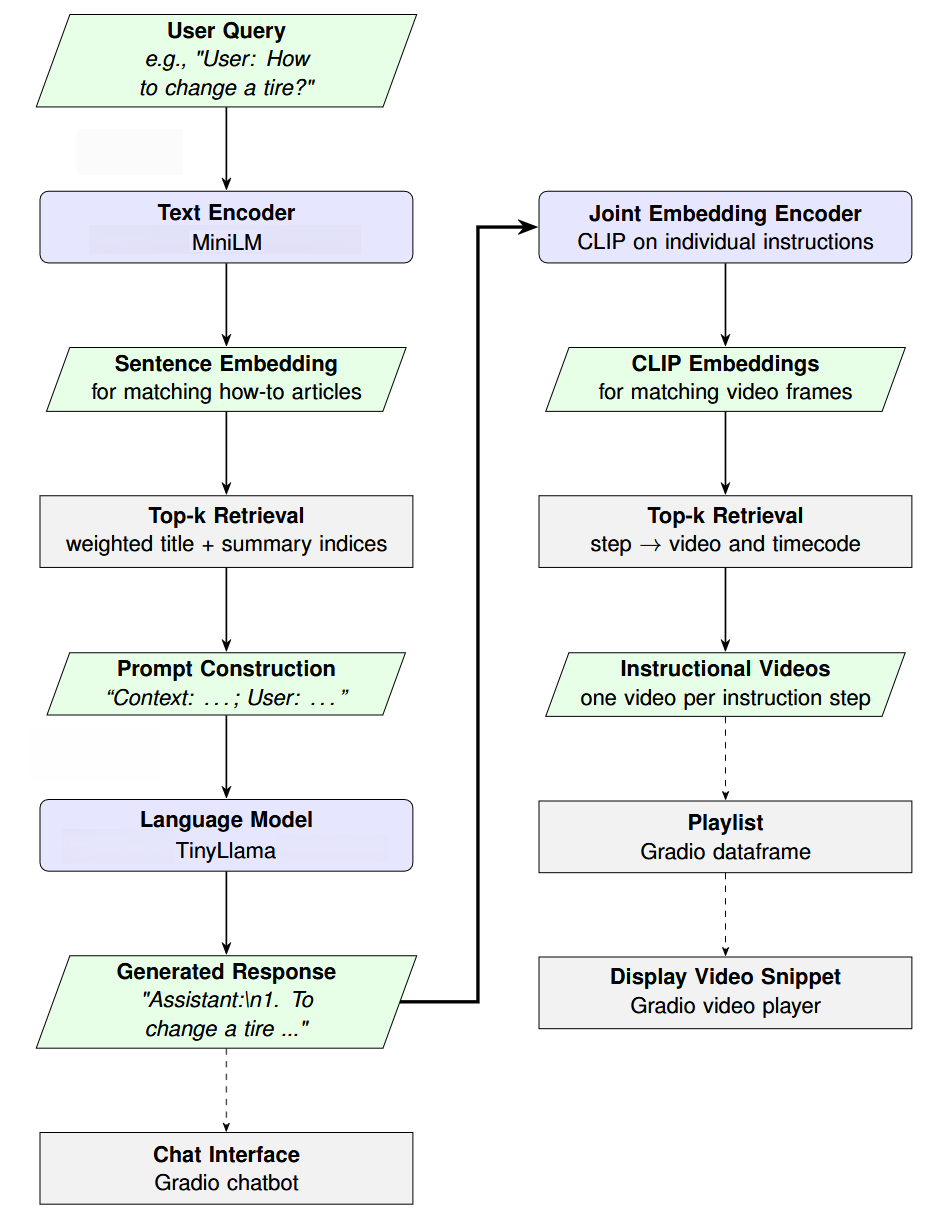 User Query
e.g., "User: How
to change a tire?"
Text Encoder
MiniLM
Sentence Embedding
for matching how-to articles
Top-k Retrieval
weighted title + summary indices
Prompt Construction
“Context: ...; User: ...”
Language Model
TinyLlama
Generated Response
"Assistant:\n1. To
change a tire ..."
Chat Interface
Gradio chatbot
Joint Embedding Encoder
CLIP on individual instructions
CLIP Embeddings
for matching video frames
Top-k Retrieval
step → video and timecode
Instructional Videos
one video per instruction step
Playlist
Gradio dataframe
Display Video Snippet
Gradio video player